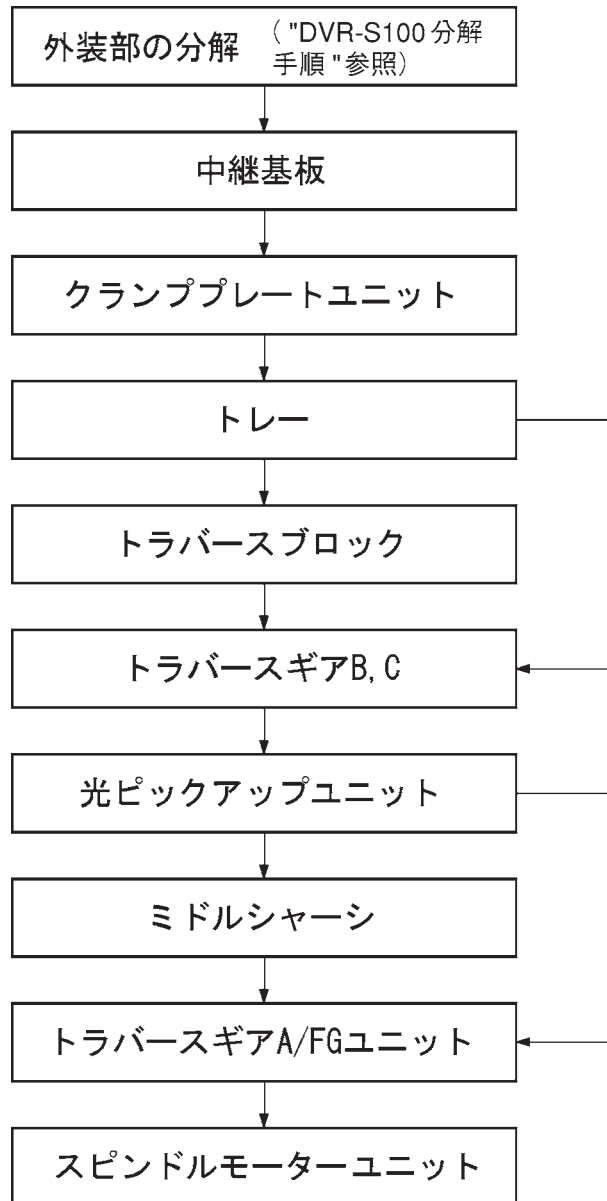 外装部の分解 （ "DVR-S100 分解
手順 "参照）
中継基板
クランププレートユニット
トレー
トラバースブロック
トラバースギアB, C
光ピックアップユニット
ミドルシャーシ
トラバースギアA/FGユニット
スピンドルモーターユニット